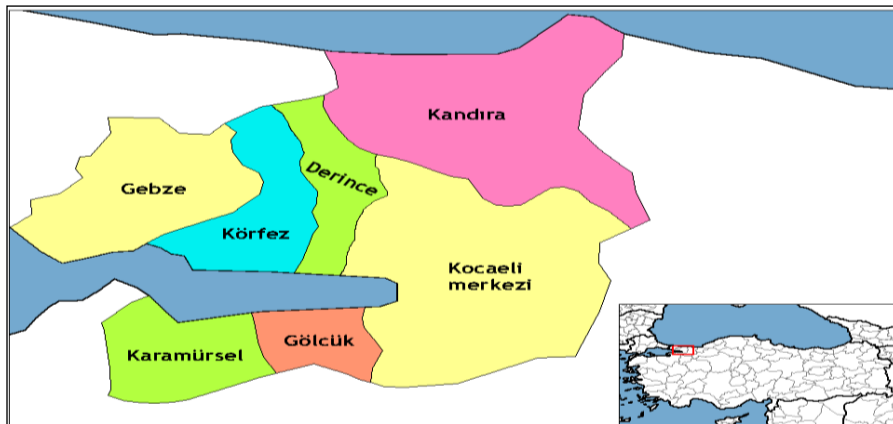 Kandıra
Derince
Gebze
Körfez
Kocaeli
merkezi
Gölcük
Karamürsel